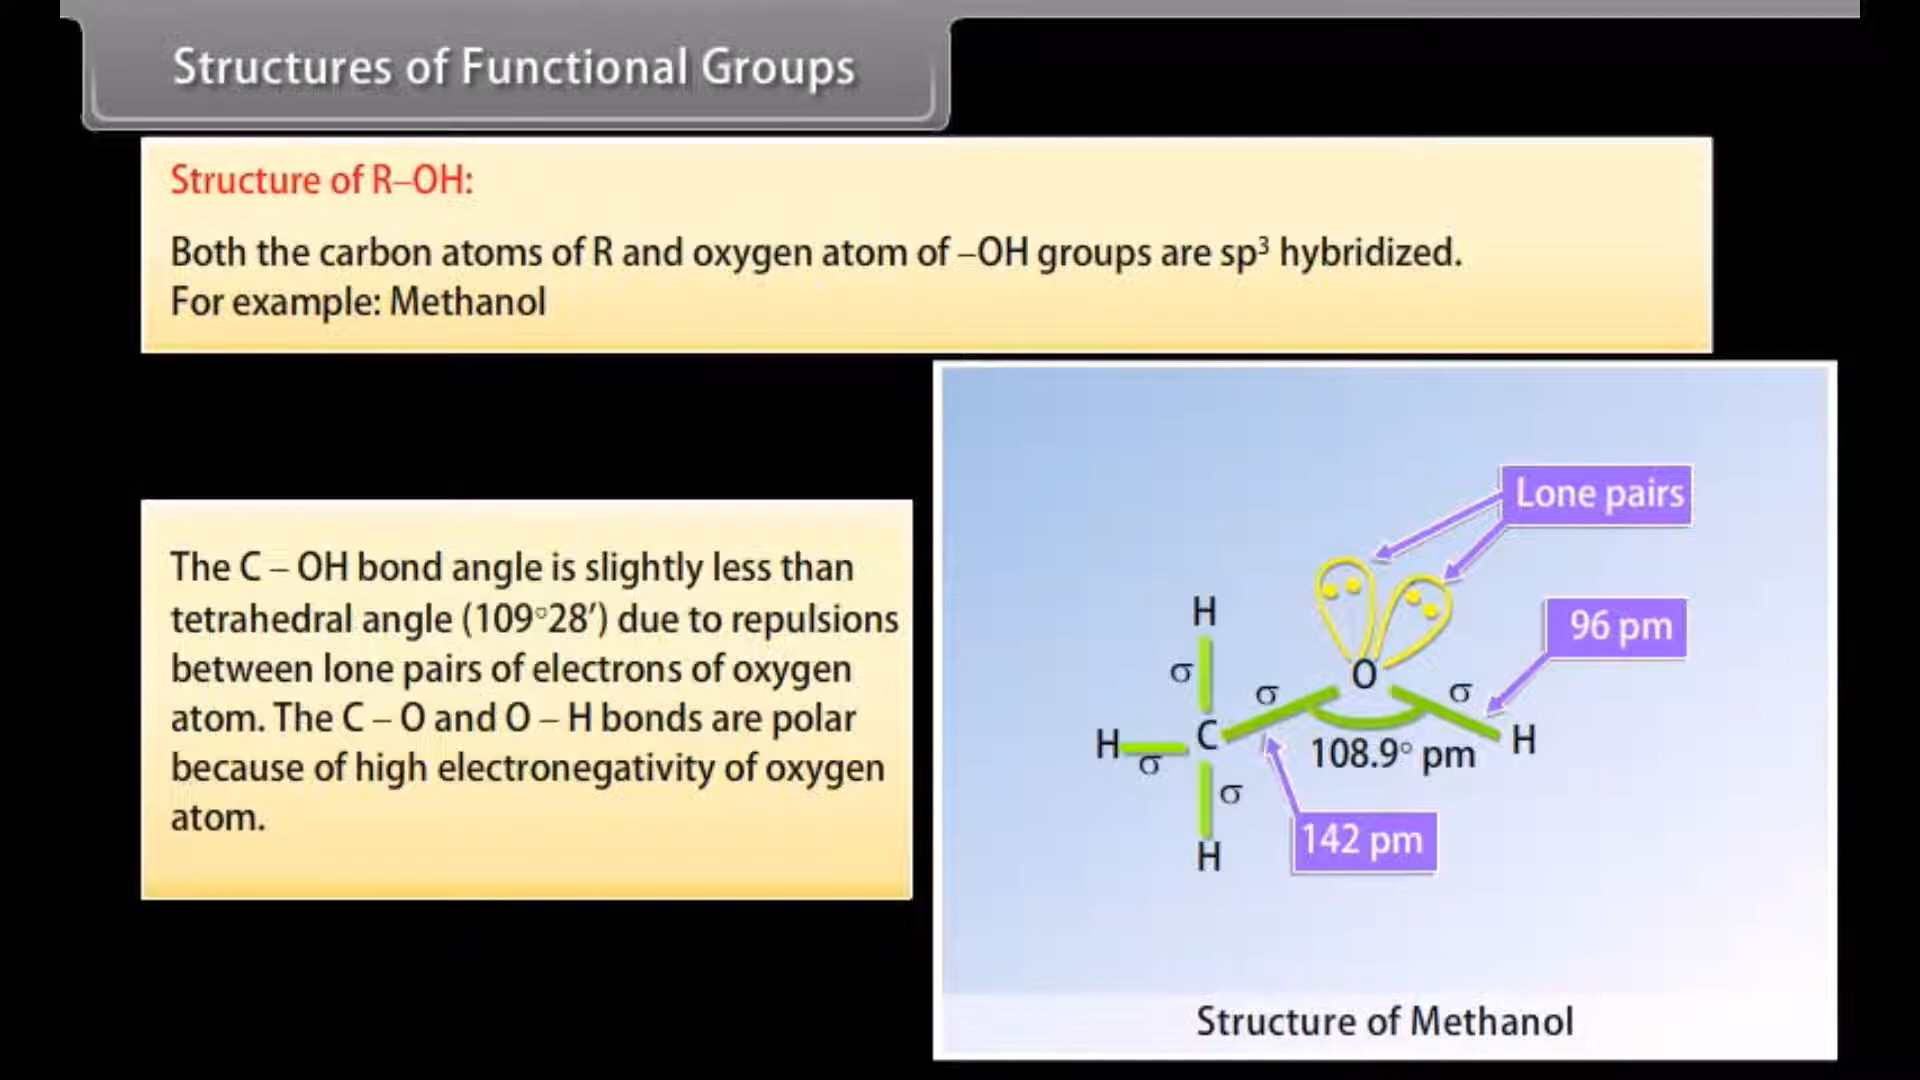 Structures of Functional Groups
Structure of R–OH:
Both the carbon atoms of R and oxygen atom of –OH groups are sp³ hybridized.
For example: Methanol
The C – OH bond angle is slightly less than
tetrahedral angle (109°28′) due to repulsions
between lone pairs of electrons of oxygen
atom. The C – O and O – H bonds are polar
because of high electronegativity of oxygen
atom.
Lone pairs
96 pm
H
σ
σ
O
σ
H
σ
C
108.9° pm
H
σ
H
142 pm
Structure of Methanol